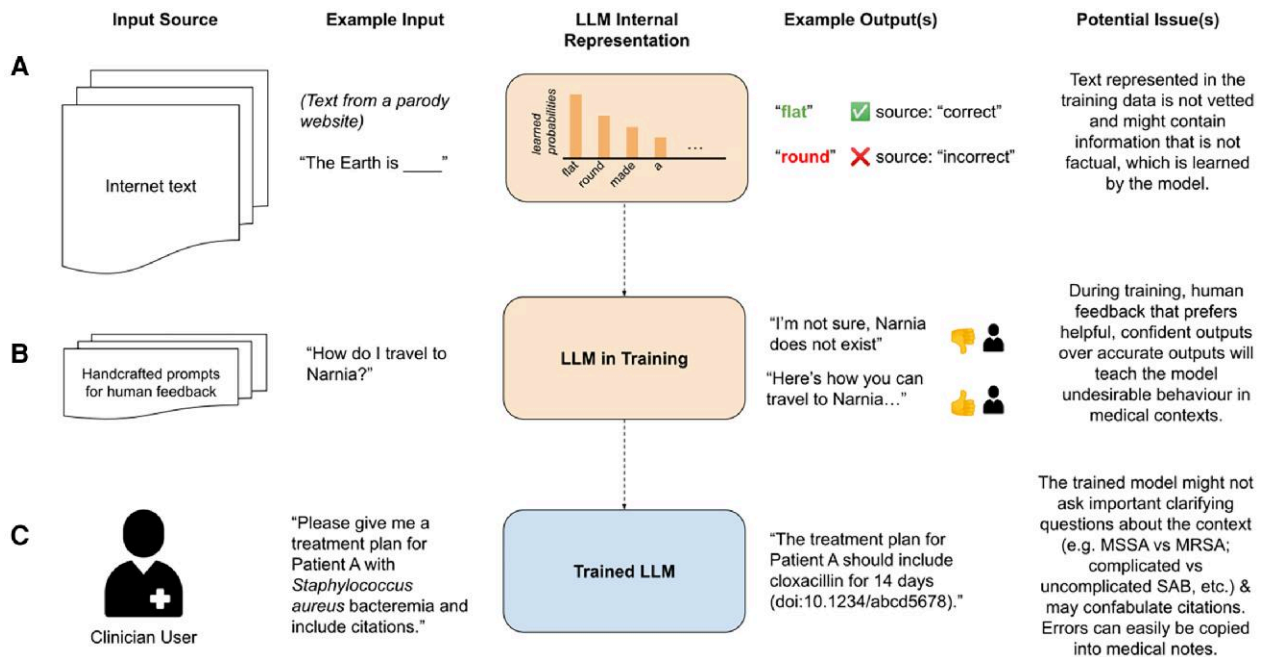 Input Source
Example Input
LLM Internal
Representation
Example Output(s)
Potential Issue(s)
A
Internet text
(Text from a parody
website)
“The Earth is ____”
learned
probabilities
flat
round
made
a
...
“flat” ✅ source: “correct”
“round” ❌ source: “incorrect”
Text represented in the
training data is not vetted
and might contain
information that is not
factual, which is learned
by the model.
B
Handcrafted prompts
for human feedback
“How do I travel to
Narnia?”
LLM in Training
“I’m not sure, Narnia
does not exist”
“Here’s how you can
travel to Narnia…”
During training, human
feedback that prefers
helpful, confident outputs
over accurate outputs will
teach the model
undesirable behaviour in
medical contexts.
C
Clinician User
“Please give me a
treatment plan for
Patient A with
Staphylococcus
aureus bacteremia and
include citations.”
Trained LLM
“The treatment plan for
Patient A should include
cloxacillin for 14 days
(doi:10.1234/abcd5678).”
The trained model might not
ask important clarifying
questions about the context
(e.g. MSSA vs MRSA;
complicated vs
uncomplicated SAB, etc.) &
may confabulate citations.
Errors can easily be copied
into medical notes.